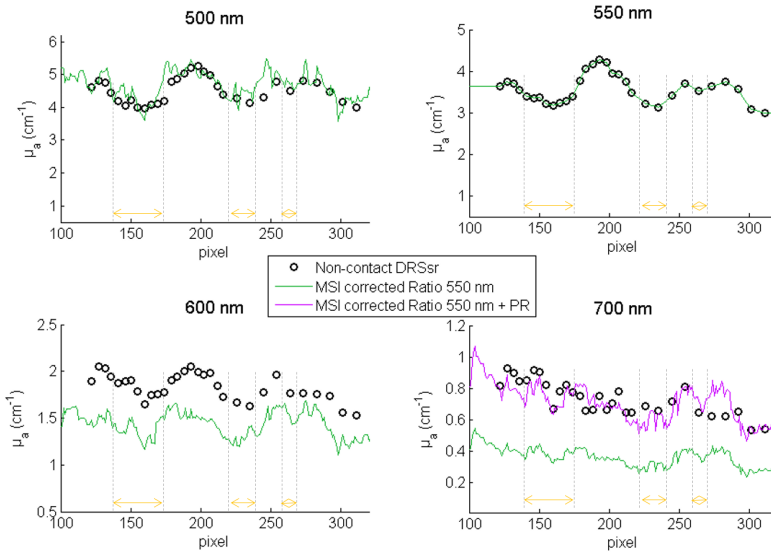 500 nm
6
5
4
3
2
1
μa (cm-1)
100 150 200 250 300
pixel
550 nm
5
4
3
2
1
μa (cm-1)
100 150 200 250 300
pixel
Non-contact DRSsr
MSI corrected Ratio 550 nm
MSI corrected Ratio 550 nm + PR
600 nm
2.5
2
1.5
1
0.5
μa (cm-1)
100 150 200 250 300
pixel
700 nm
1.2
1
0.8
0.6
0.4
0.2
μa (cm-1)
100 150 200 250 300
pixel